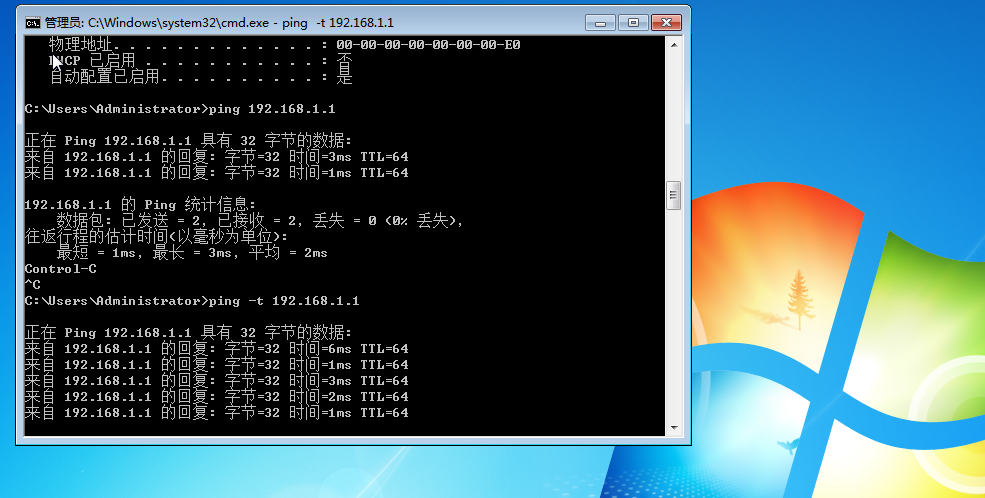 管理员: C:\Windows\system32\cmd.exe - ping -t 192.168.1.1
物理地址. . . . . . . . . . . . . : 00-00-00-00-00-00-00-E0
DHCP 已启用 . . . . . . . . . . . : 否
自动配置已启用. . . . . . . . . . : 是
C:\Users\Administrator>ping 192.168.1.1
正在 Ping 192.168.1.1 具有 32 字节的数据:
来自 192.168.1.1 的回复: 字节=32 时间=3ms TTL=64
来自 192.168.1.1 的回复: 字节=32 时间=1ms TTL=64
192.168.1.1 的 Ping 统计信息:
数据包: 已发送 = 2, 已接收 = 2, 丢失 = 0 (0% 丢失),
往返行程的估计时间(以毫秒为单位):
最短 = 1ms, 最长 = 3ms, 平均 = 2ms
Control-C
^C
C:\Users\Administrator>ping -t 192.168.1.1
正在 Ping 192.168.1.1 具有 32 字节的数据:
来自 192.168.1.1 的回复: 字节=32 时间=6ms TTL=64
来自 192.168.1.1 的回复: 字节=32 时间=1ms TTL=64
来自 192.168.1.1 的回复: 字节=32 时间=3ms TTL=64
来自 192.168.1.1 的回复: 字节=32 时间=2ms TTL=64
来自 192.168.1.1 的回复: 字节=32 时间=1ms TTL=64